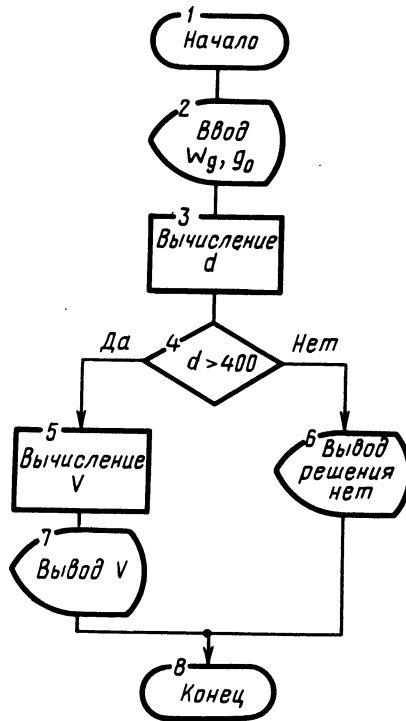 1
Начало
2
Ввод
Wg, g₀
3
Вычисление
d
Да
4
d > 400
Нет
5
Вычисление
V
6
Вывод
решения
нет
7
Вывод V
8
Конец